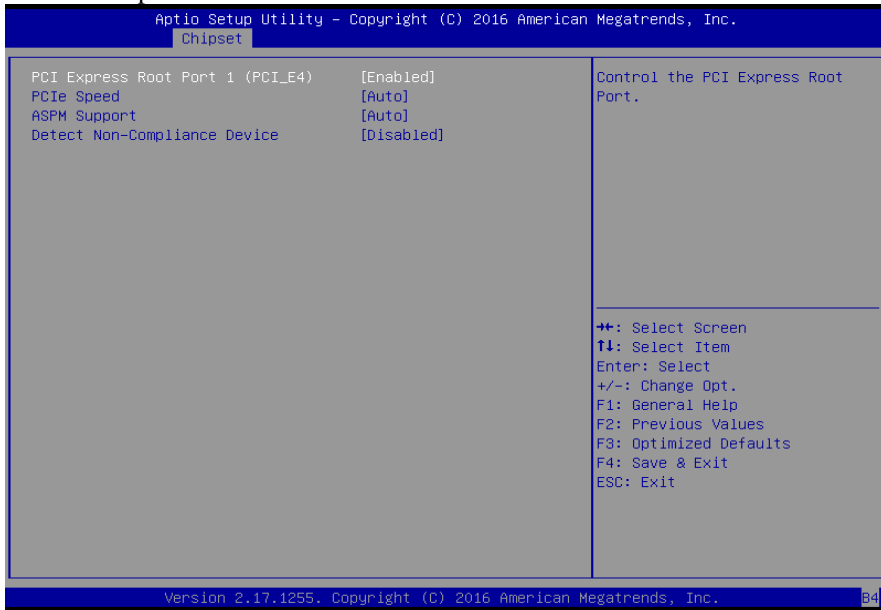 Aptio Setup Utility – Copyright (C) 2016 American Megatrends, Inc.
Chipset
PCI Express Root Port 1 (PCI_E4) [Enabled]
PCIe Speed [Auto]
ASPM Support [Auto]
Detect Non-Compliance Device [Disabled]
Control the PCI Express Root
Port.
→←: Select Screen
↑↓: Select Item
Enter: Select
+/-: Change Opt.
F1: General Help
F2: Previous Values
F3: Optimized Defaults
F4: Save & Exit
ESC: Exit
Version 2.17.1255. Copyright (C) 2016 American Megatrends, Inc.
B4